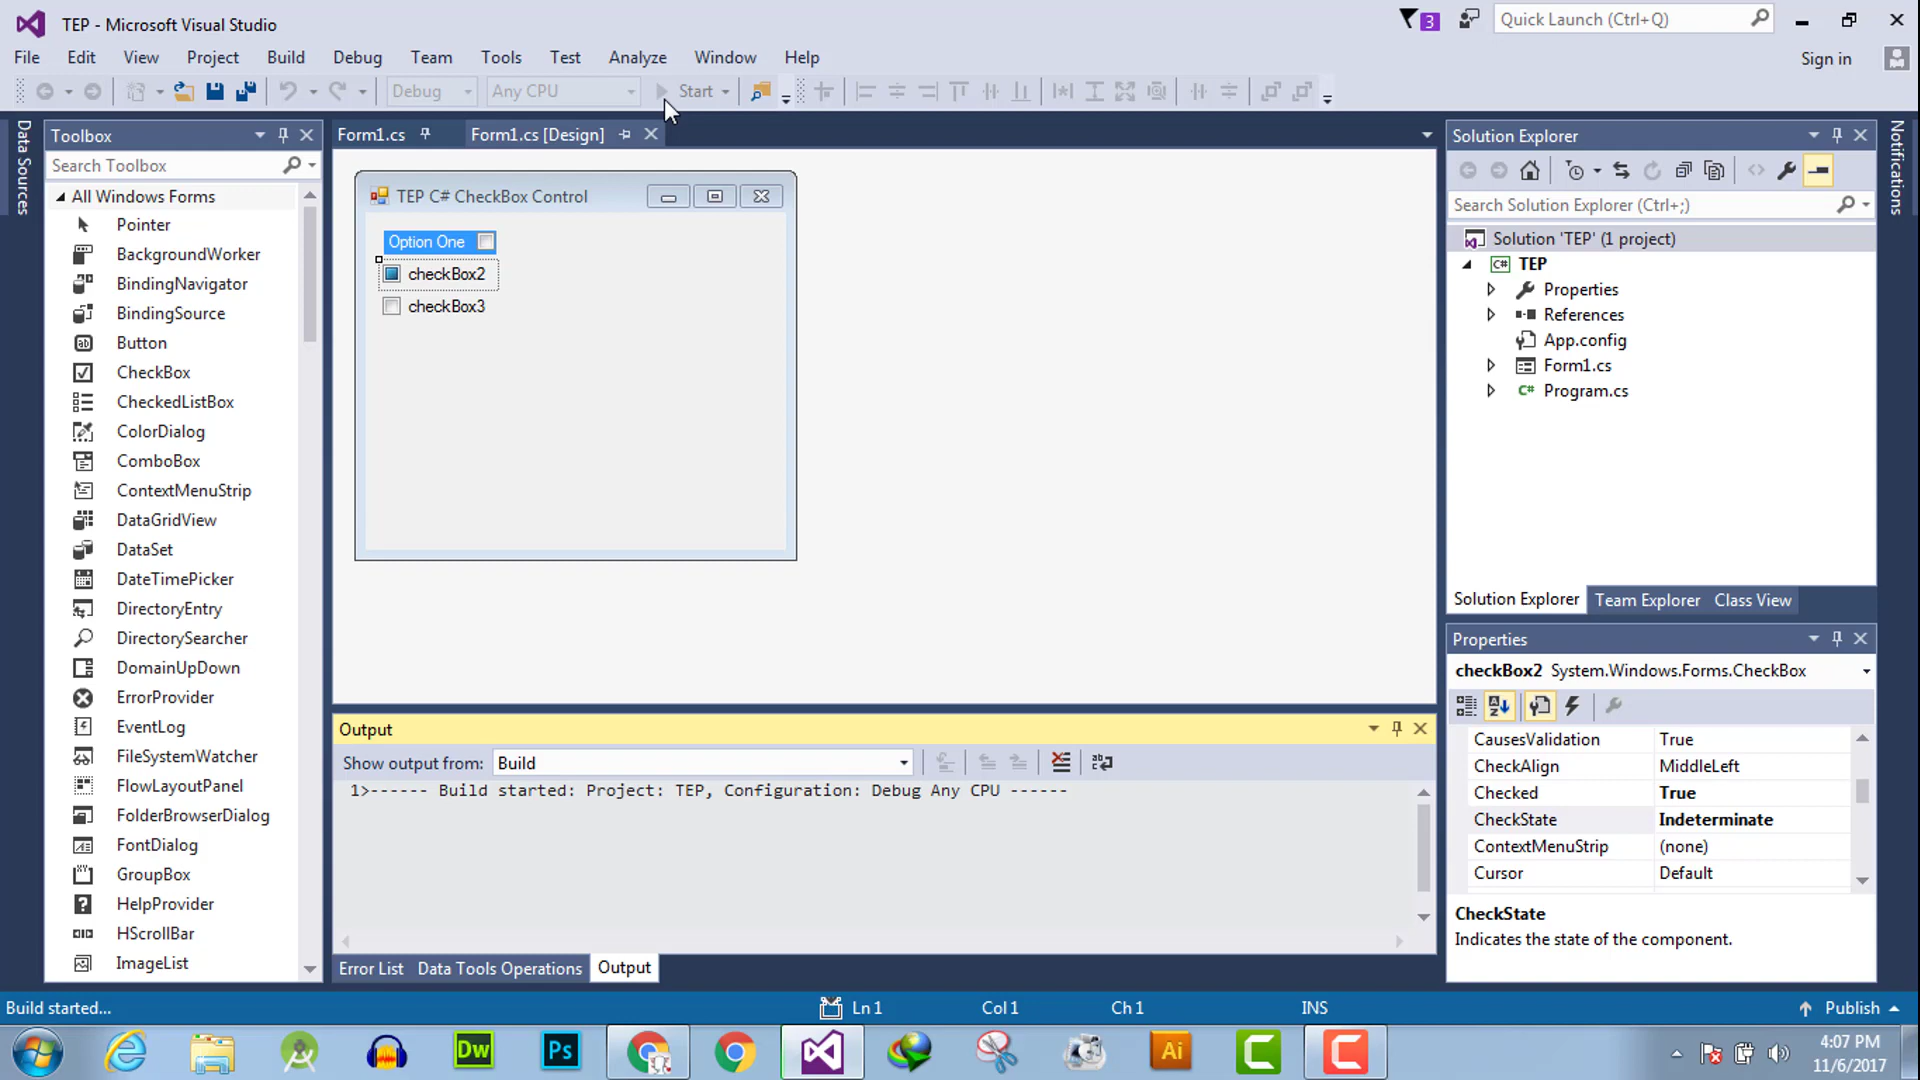 TEP - Microsoft Visual Studio
3
Quick Launch (Ctrl+Q)
File Edit View Project Build Debug Team Tools Test Analyze Window Help
Sign in
Debug Any CPU Start
Data Sources
Toolbox
Search Toolbox
All Windows Forms
Pointer
BackgroundWorker
BindingNavigator
BindingSource
Button
CheckBox
CheckedListBox
ColorDialog
ComboBox
ContextMenuStrip
DataGridView
DataSet
DateTimePicker
DirectoryEntry
DirectorySearcher
DomainUpDown
ErrorProvider
EventLog
FileSystemWatcher
FlowLayoutPanel
FolderBrowserDialog
FontDialog
GroupBox
HelpProvider
HScrollBar
ImageList
Form1.cs Form1.cs [Design]
TEP C# CheckBox Control
Option One
checkBox2
checkBox3
Output
Show output from: Build
1>------ Build started: Project: TEP, Configuration: Debug Any CPU ------
Error List Data Tools Operations Output
Solution Explorer
Search Solution Explorer (Ctrl+;)
Solution 'TEP' (1 project)
C# TEP
Properties
References
App.config
Form1.cs
C# Program.cs
Solution Explorer Team Explorer Class View
Properties
checkBox2 System.Windows.Forms.CheckBox
CausesValidation True
CheckAlign MiddleLeft
Checked True
CheckState Indeterminate
ContextMenuStrip (none)
Cursor Default
CheckState
Indicates the state of the component.
Notifications
Build started... Ln 1 Col 1 Ch 1 INS Publish
Dw Ps Ai
4:07 PM
11/6/2017